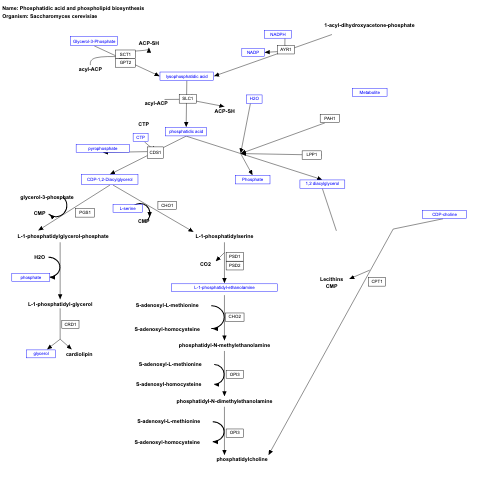 Name: Phosphatidic acid and phospholipid biosynthesis
Organism: Saccharomyces cerevisiae
1-acyl-dihydroxyacetone-phosphate
NADPH
Glycerol-3-Phosphate
ACP-SH
NADP
AYR1
SCT1
GPT2
acyl-ACP
lysophosphatidic acid
Metabolite
acyl-ACP
SLC1
H2O
ACP-SH
PAH1
CTP
phosphatidic acid
CTP
pyrophosphate
CDS1
LPP1
CDP-1,2-Diacylglycerol
Phosphate
1,2 diacylglycerol
glycerol-3-phosphate
CMP
PGS1
L-serine
CHO1
CMP
CDP-choline
L-1-phosphatidylglycerol-phosphate
L-1-phosphatidylserine
H2O
CO2
PSD1
PSD2
phosphate
Lecithins
CMP
CPT1
L-1-phosphatidylethanolamine
L-1-phosphatidyl-glycerol
S-adenosyl-L-methionine
CHO2
CRD1
S-adenosyl-homocysteine
glycerol
cardiolipin
phosphatidyl-N-methylethanolamine
S-adenosyl-L-methionine
OPI3
S-adenosyl-homocysteine
phosphatidyl-N-dimethylethanolamine
S-adenosyl-L-methionine
OPI3
S-adenosyl-homocysteine
phosphatidylcholine